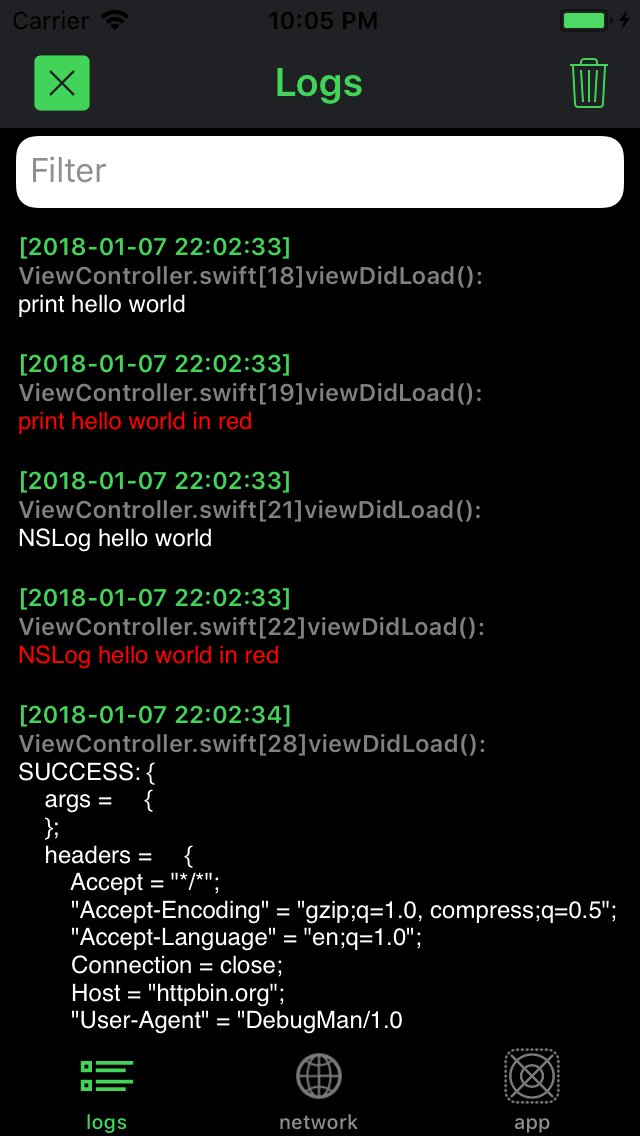 Carrier 10:05 PM
Logs
Filter
[2018-01-07 22:02:33]
ViewController.swift[18]viewDidLoad():
print hello world
[2018-01-07 22:02:33]
ViewController.swift[19]viewDidLoad():
print hello world in red
[2018-01-07 22:02:33]
ViewController.swift[21]viewDidLoad():
NSLog hello world
[2018-01-07 22:02:33]
ViewController.swift[22]viewDidLoad():
NSLog hello world in red
[2018-01-07 22:02:34]
ViewController.swift[28]viewDidLoad():
SUCCESS: {
    args =     {
    };
    headers =     {
        Accept = "*/*";
        "Accept-Encoding" = "gzip;q=1.0, compress;q=0.5";
        "Accept-Language" = "en;q=1.0";
        Connection = close;
        Host = "httpbin.org";
        "User-Agent" = "DebugMan/1.0
logs network app